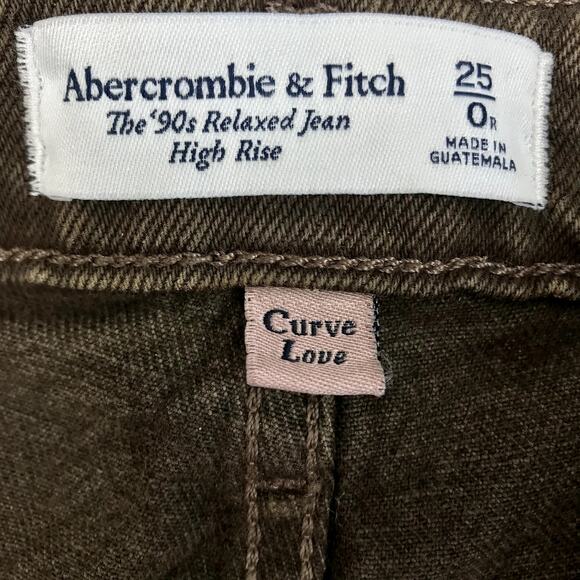 Abercrombie & Fitch
The '90s Relaxed Jean
High Rise
25
0R
MADE IN
GUATEMALA
Curve
Love